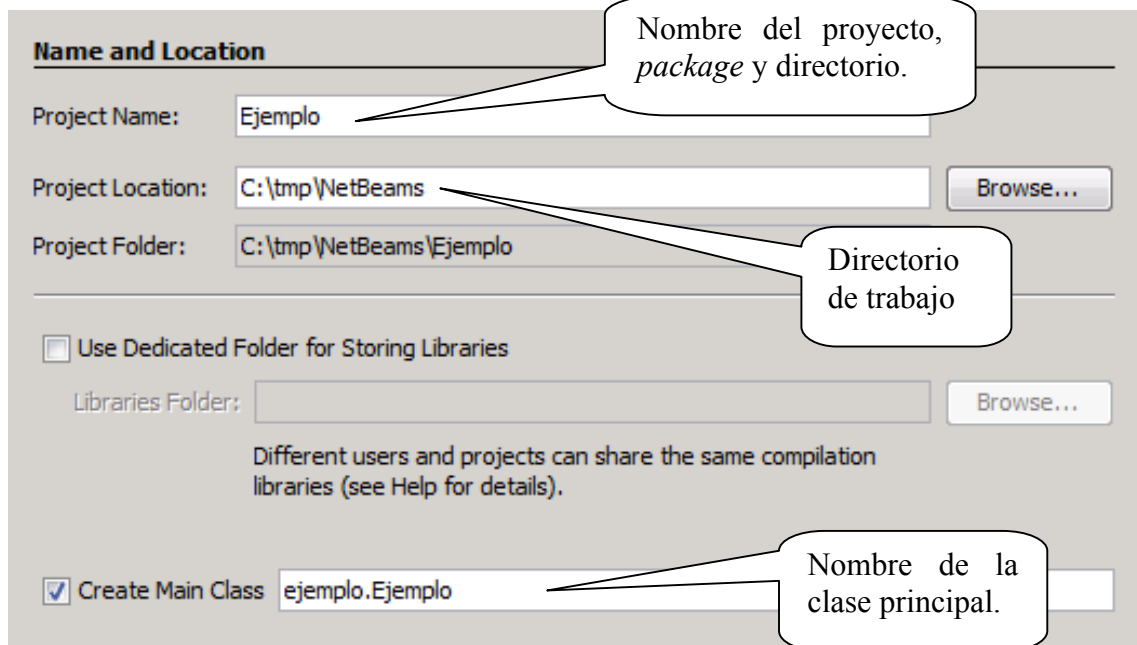 Nombre del proyecto,
package y directorio.
Name and Location
Project Name: Ejemplo
Project Location: C:\tmp\NetBeams Browse...
Project Folder: C:\tmp\NetBeams\Ejemplo
Directorio
de trabajo
Use Dedicated Folder for Storing Libraries
Libraries Folder: Browse...
Different users and projects can share the same compilation
libraries (see Help for details).
Nombre de la
clase principal.
Create Main Class ejemplo.Ejemplo